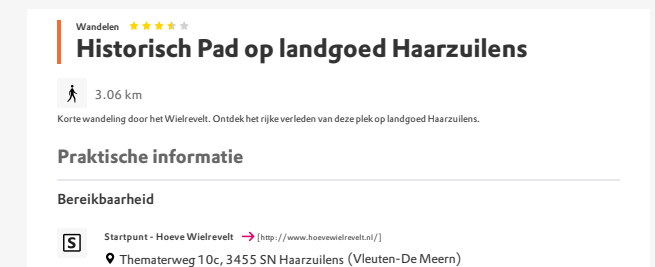 Wandelen
Historisch Pad op landgoed Haarzuilens
3.06 km
Korte wandeling door het Wielrevelt. Ontdek het rijke verleden van deze plek op landgoed Haarzuilens.
Praktische informatie
Bereikbaarheid
S Startpunt - Hoeve Wielrevelt → [http://www.hoevewielrevelt.nl/]
Thematerweg 10c, 3455 SN Haarzuilens (Vleuten-De Meern)